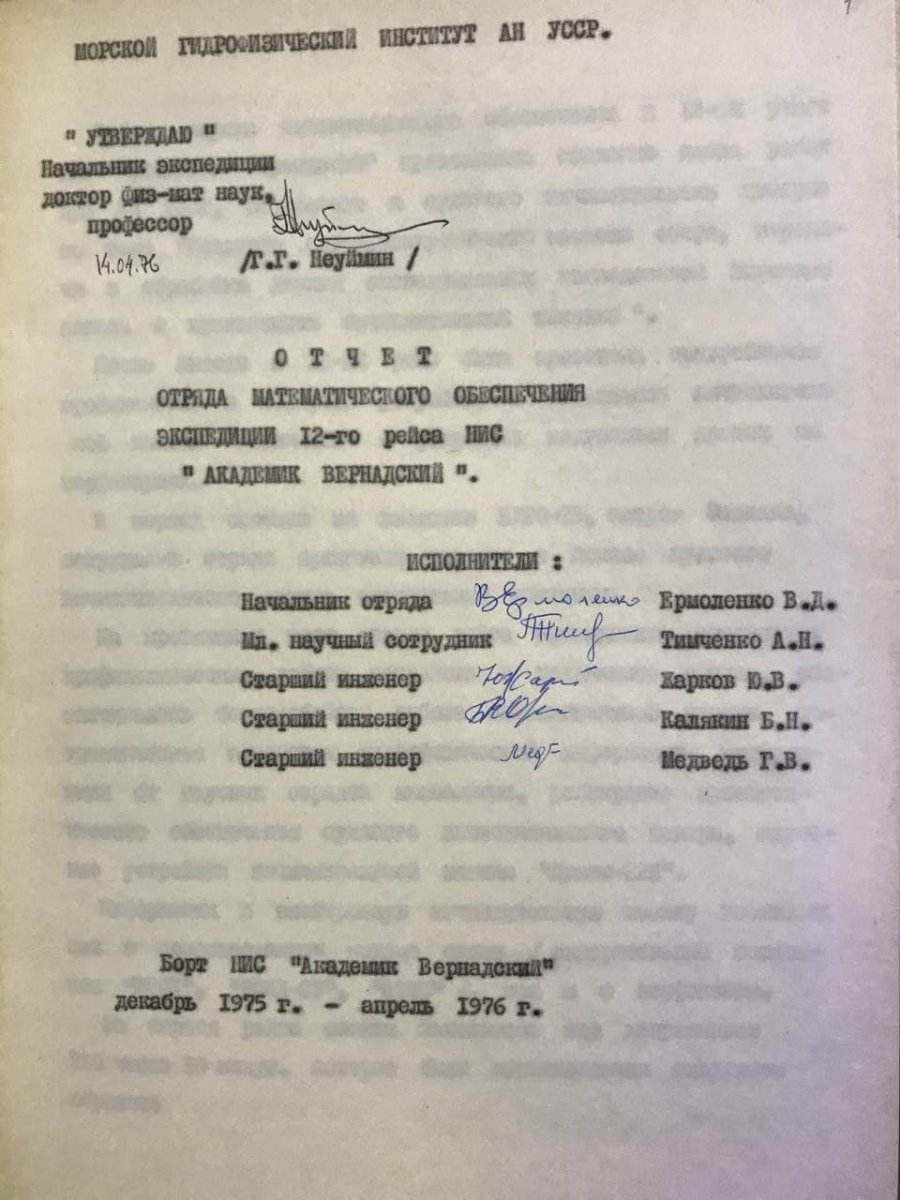 1
МОРСКОЙ ГИДРОФИЗИЧЕСКИЙ ИНСТИТУТ АН УССР.
" УТВЕРЖДАЮ "
Начальник экспедиции
доктор физ-мат наук,
профессор
14.04.76 /Г.Г. Неуймин /
О Т Ч Е Т
ОТРЯДА МАТЕМАТИЧЕСКОГО ОБЕСПЕЧЕНИЯ
ЭКСПЕДИЦИИ 12-го рейса НИС
" АКАДЕМИК ВЕРНАДСКИЙ ".
ИСПОЛНИТЕЛИ :
Начальник отряда ВЕрмоленко Ермоленко В.Д.
Мл. научный сотрудник Тимченко А.Н.
Старший инженер Жарков Ю.В.
Старший инженер Калякин Б.Н.
Старший инженер Медведь Г.В.
Борт НИС "Академик Вернадский"
декабрь 1975 г. - апрель 1976 г.